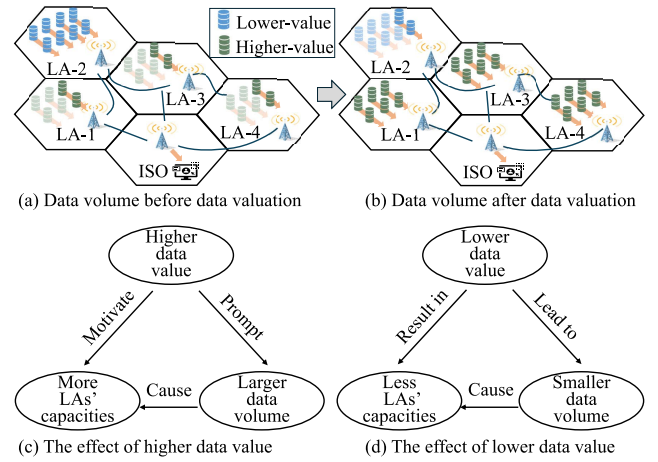 Lower-value
Higher-value
LA-2
LA-3
LA-1
LA-4
ISO
(a) Data volume before data valuation
LA-2
LA-3
LA-1
LA-4
ISO
(b) Data volume after data valuation
Higher
data
value
Motivate
Prompt
More
LAs’
capacities
Cause
Larger
data
volume
(c) The effect of higher data value
Lower
data
value
Result in
Lead to
Less
LAs’
capacities
Cause
Smaller
data
volume
(d) The effect of lower data value